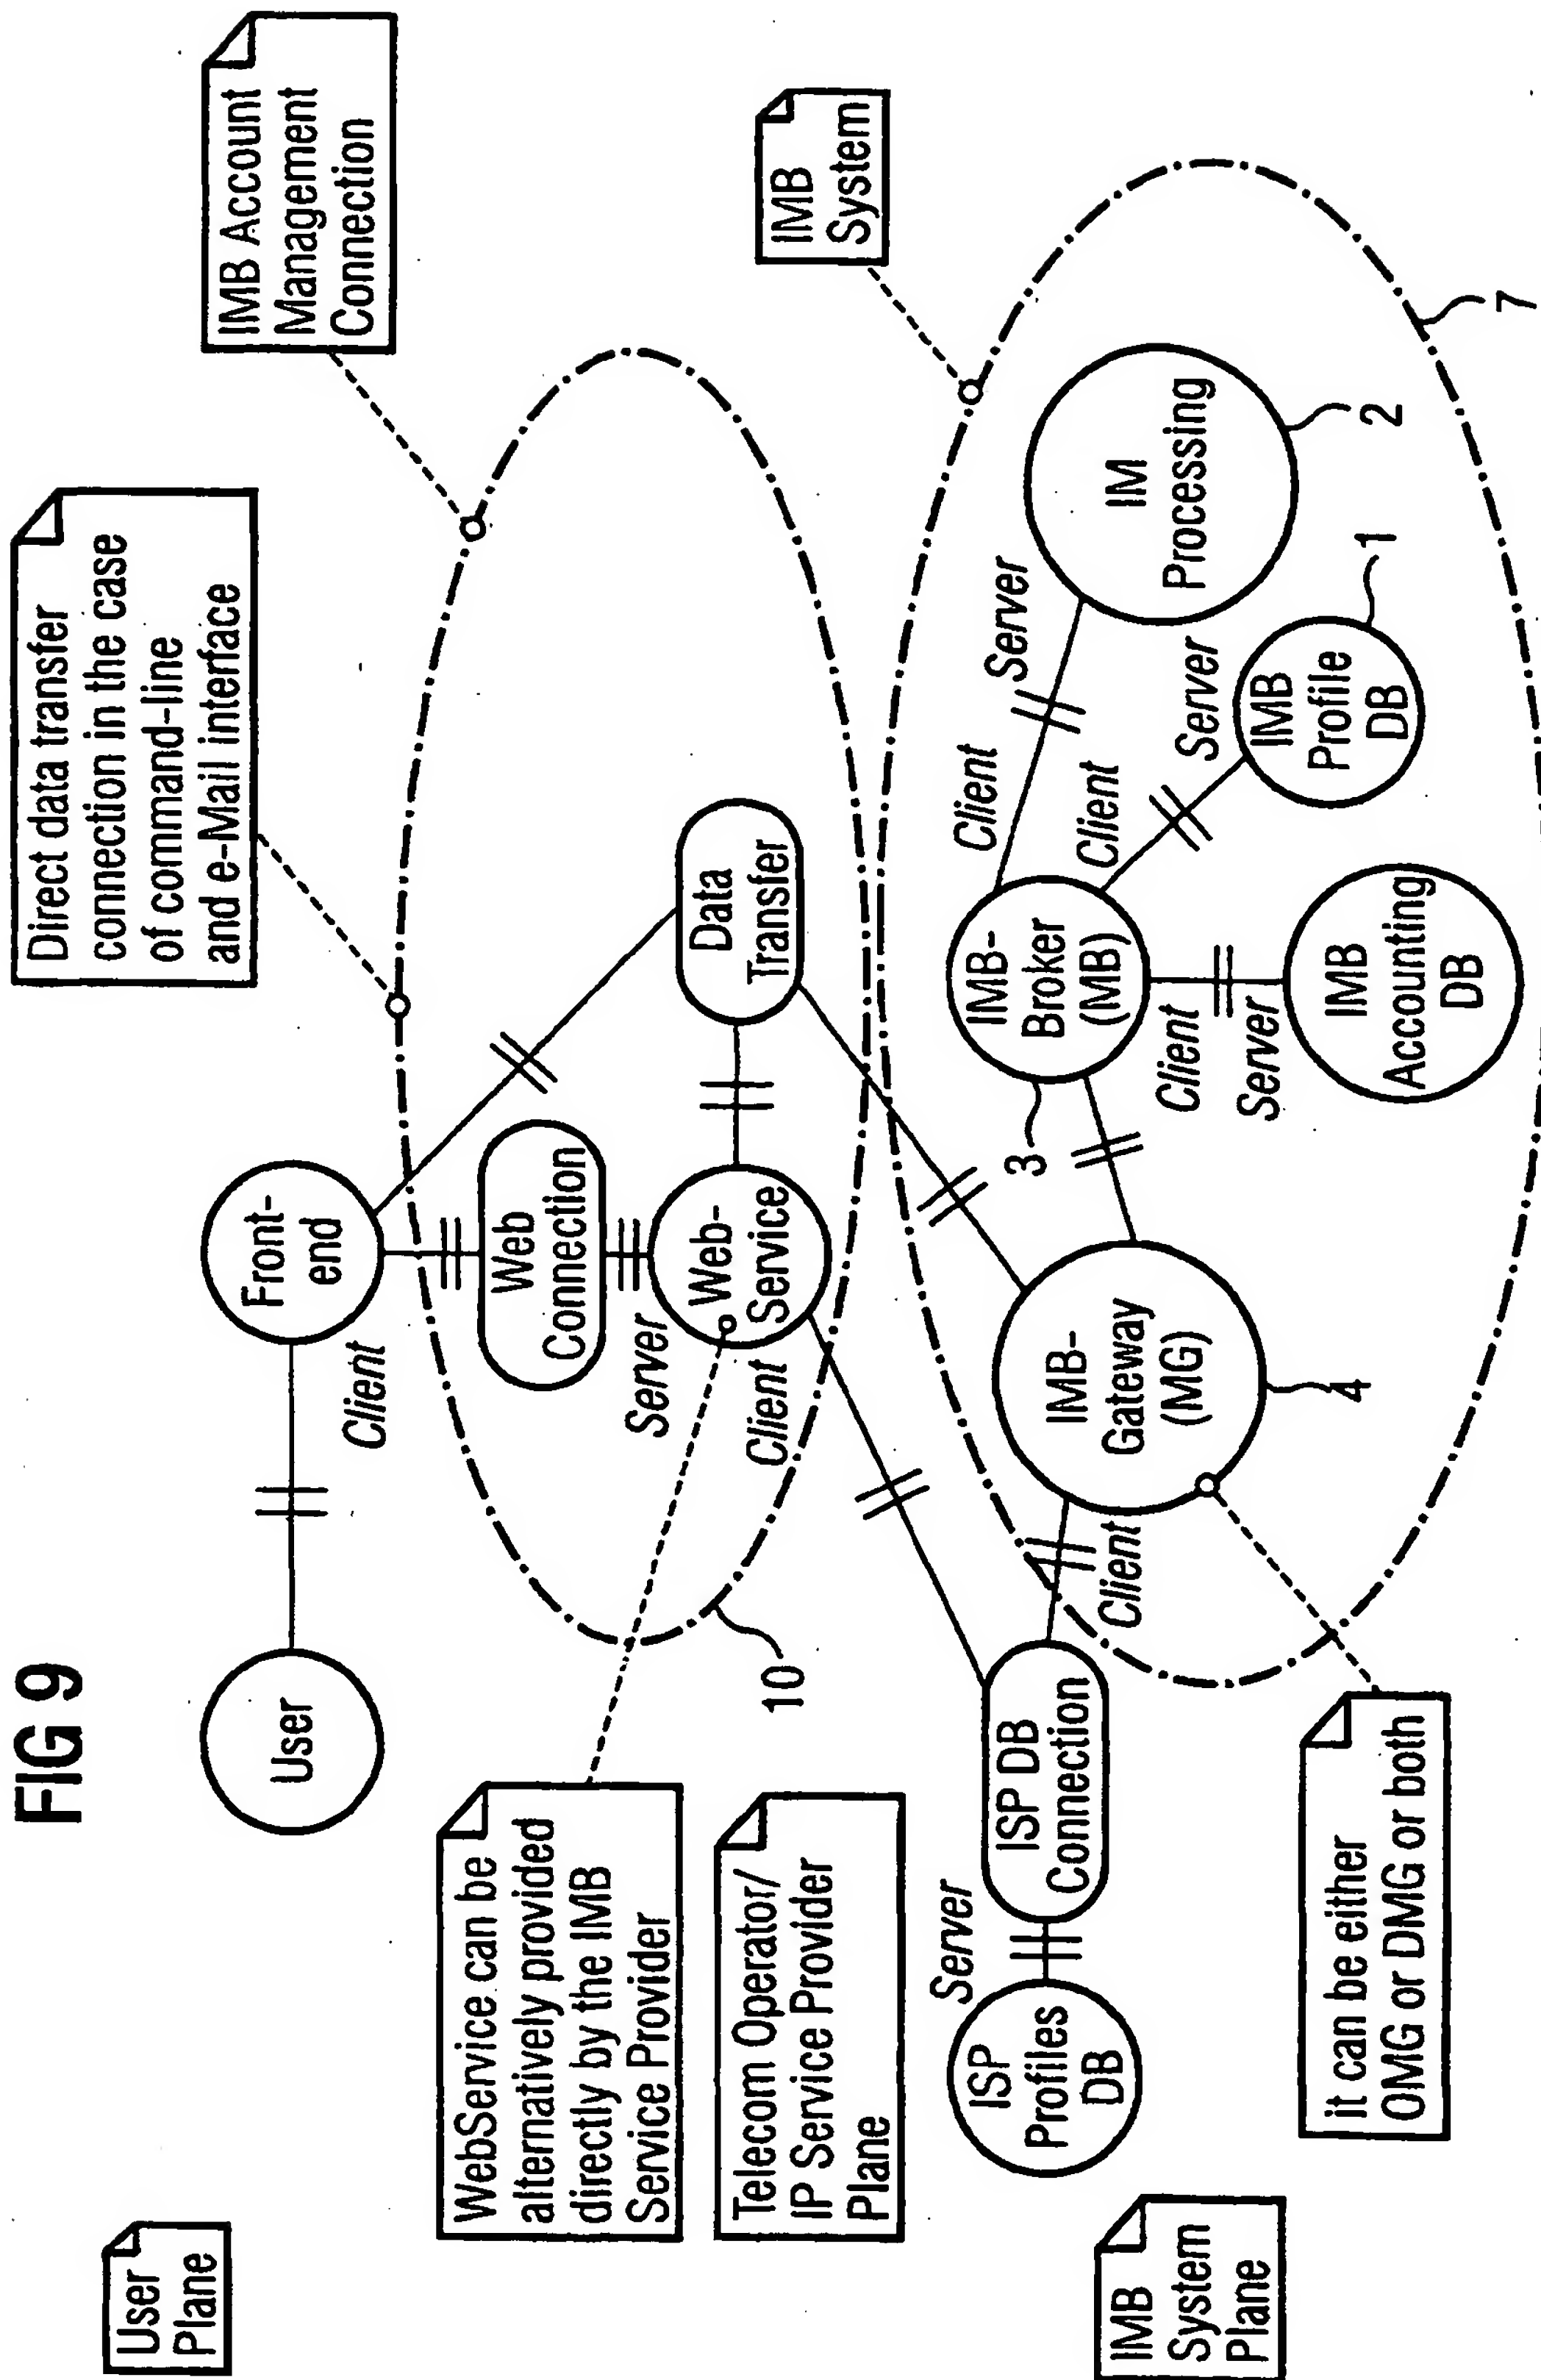 FIG 9
User
Plane
User
Front-
end
Client
Direct data transfer
connection in the case
of command-line
and e-Mail interface
IMB Account
Management
Connection
WebService can be
alternatively provided
directly by the IMB
Service Provider
Web
Connection
Server
Web-
Service
Client
Data
Transfer
10
Telecom Operator/
IP Service Provider
Plane
IMB
System
ISP
Profiles
DB
Server
ISP DB
Connection
Client
IMB-
Gateway
(MG)
4
3
IMB-
Broker
(MB)
Client
Server
IM
Processing
2
Client
Server
IMB
Profile
DB
1
Client
Server
IMB
Accounting
DB
7
IMB
System
Plane
it can be either
OMG or DMG or both